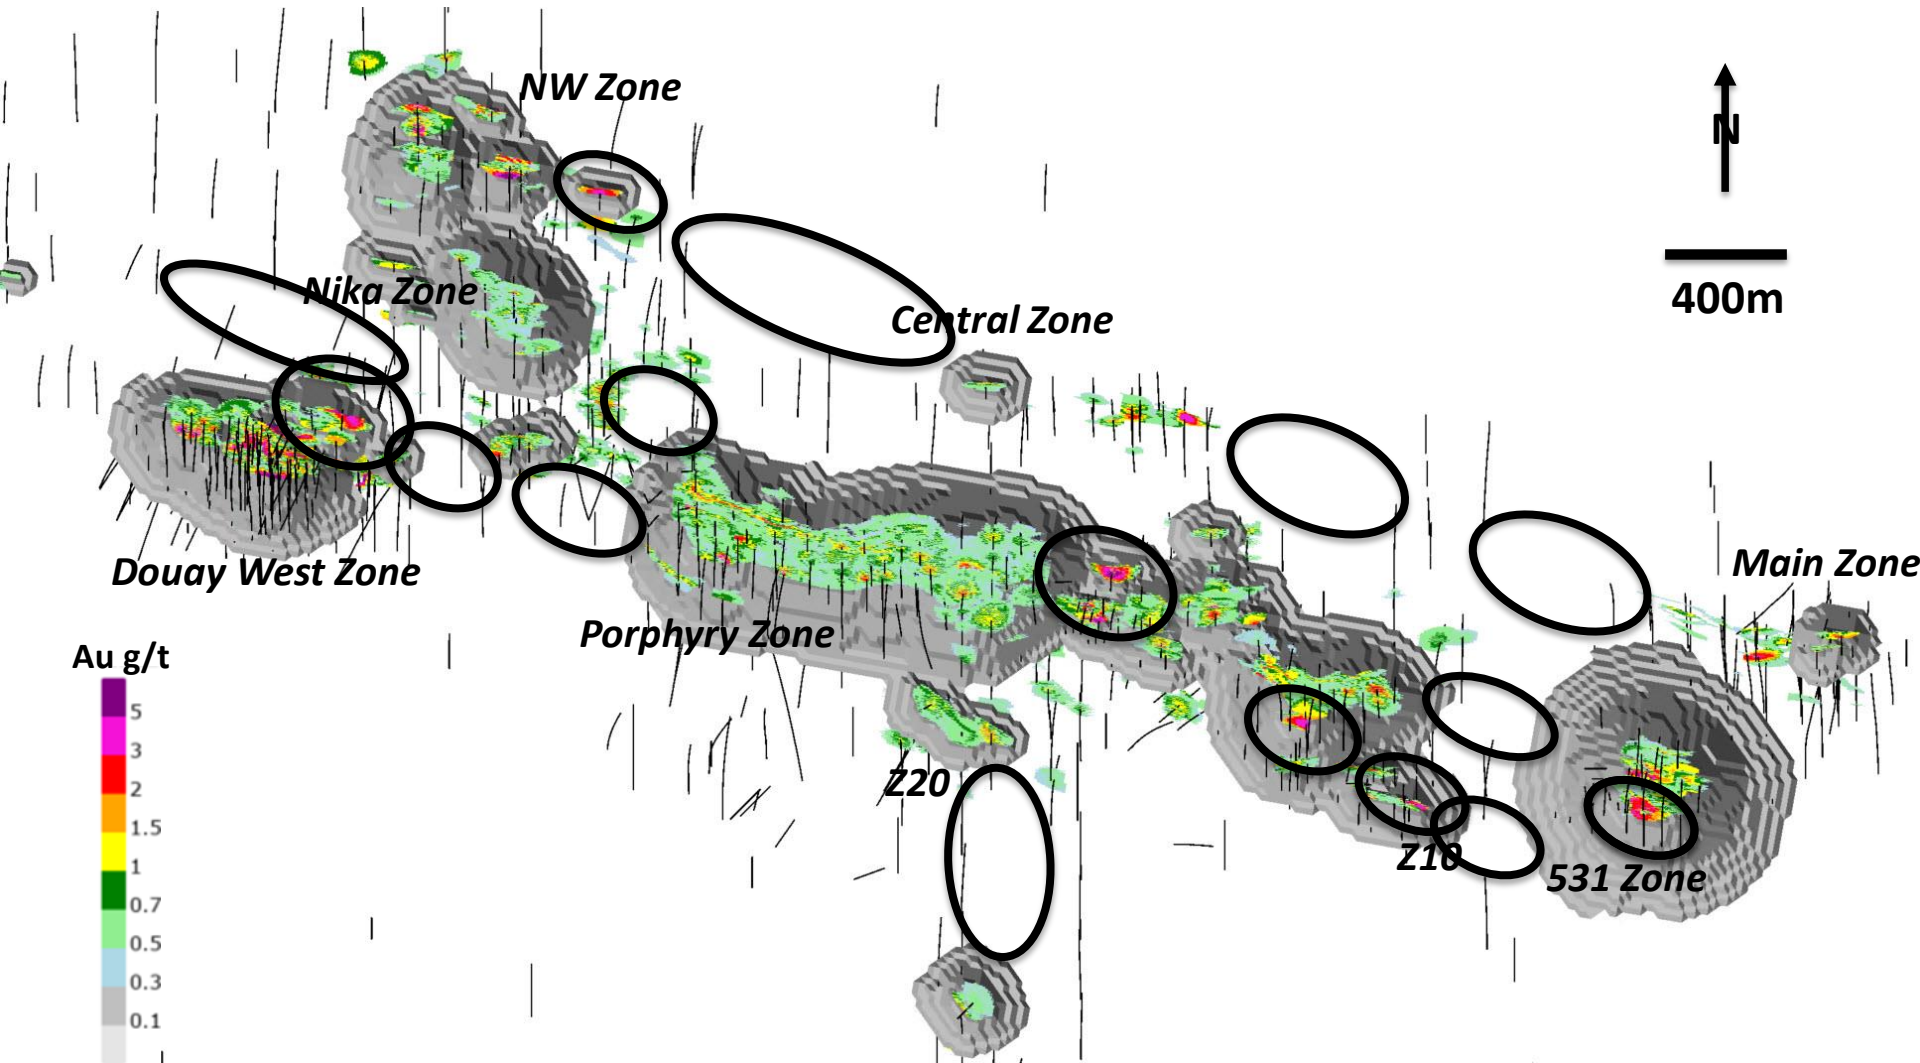 NW Zone
N
400m
Nika Zone
Central Zone
Douay West Zone
Main Zone
Porphyry Zone
Z20
Z10
531 Zone
Au g/t
5
3
2
1.5
1
0.7
0.5
0.3
0.1